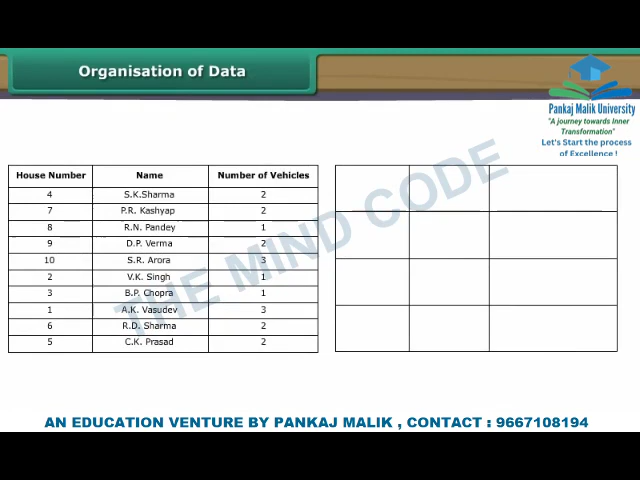 Organisation of Data
Pankaj Malik University
"A journey towards Inner
Transformation"
Let's Start the process
of Excellence !
House Number Name Number of Vehicles
4 S.K.Sharma 2
7 P.R. Kashyap 2
8 R.N. Pandey 1
9 D.P. Verma 2
10 S.R. Arora 3
2 V.K. Singh 1
3 B.P. Chopra 1
1 A.K. Vasudev 3
6 R.D. Sharma 2
5 C.K. Prasad 2
THE MIND CODE
AN EDUCATION VENTURE BY PANKAJ MALIK , CONTACT : 9667108194